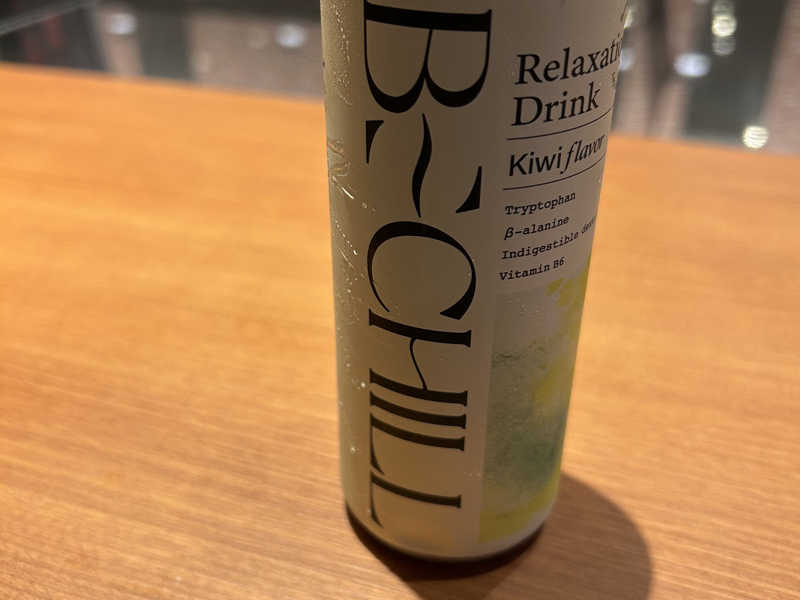 B~CHILL
Relaxati
Drink
Kiwi flavor
Tryptophan
β-alanine
Indigestible
Vitamin B6